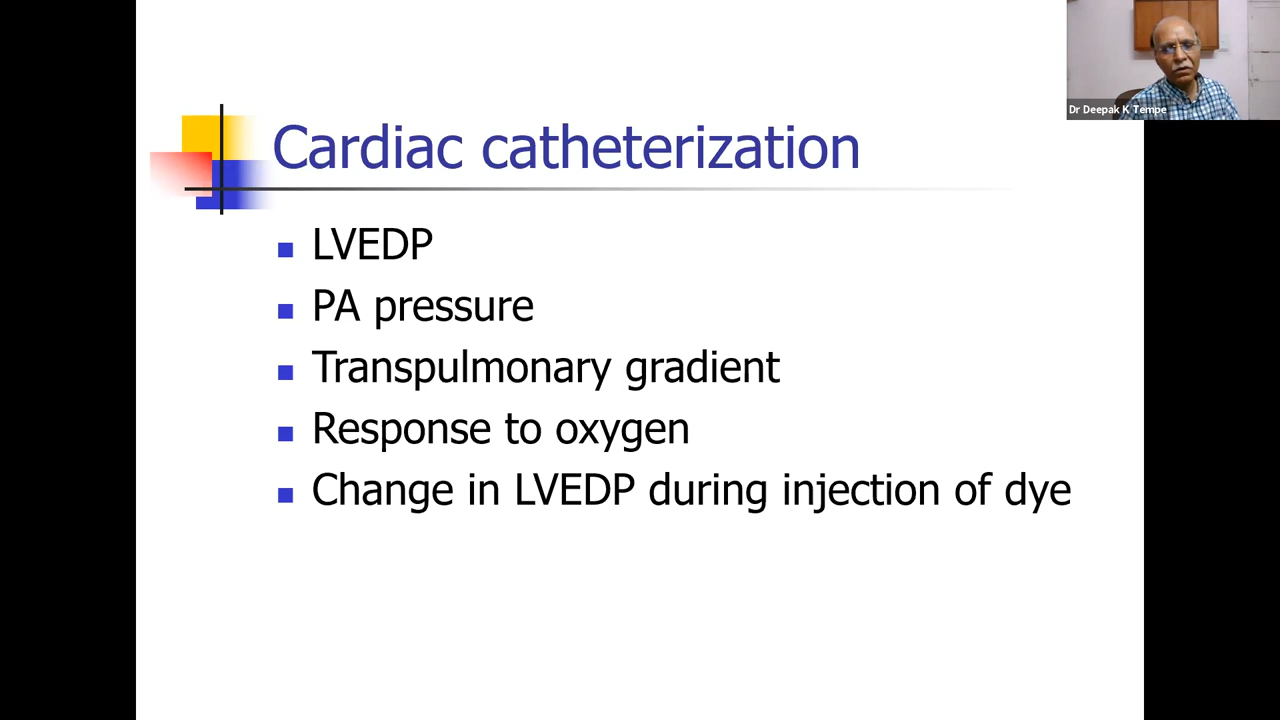 Dr Deepak K Tempe
Cardiac catheterization
LVEDP
PA pressure
Transpulmonary gradient
Response to oxygen
Change in LVEDP during injection of dye